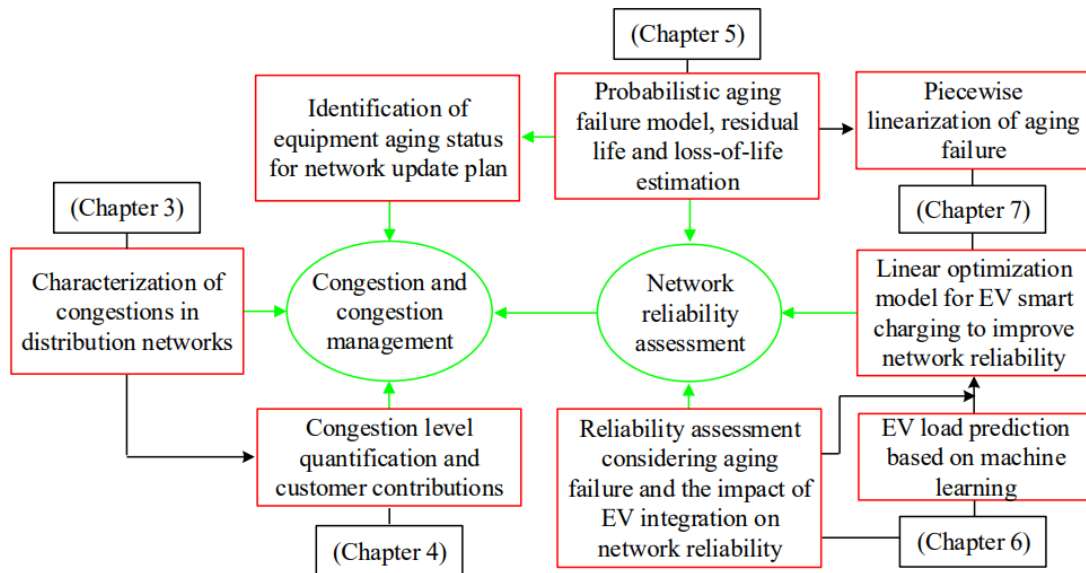 (Chapter 5)
Identification of
equipment aging status
for network update plan
Probabilistic aging
failure model, residual
life and loss-of-life
estimation
Piecewise
linearization of aging
failure
(Chapter 3)
(Chapter 7)
Characterization of
congestions in
distribution networks
Congestion and
congestion
management
Network
reliability
assessment
Linear optimization
model for EV smart
charging to improve
network reliability
Congestion level
quantification and
customer contributions
Reliability assessment
considering aging
failure and the impact of
EV integration on
network reliability
EV load prediction
based on machine
learning
(Chapter 4)
(Chapter 6)